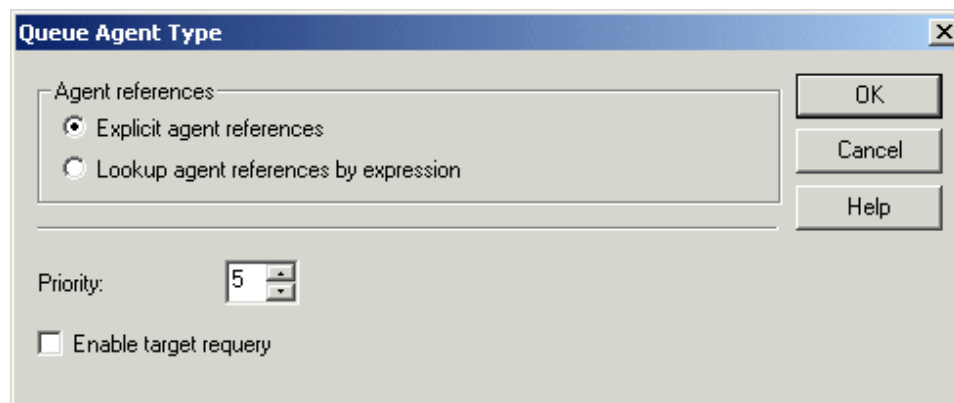 Queue Agent Type
Agent references
Explicit agent references
Lookup agent references by expression
OK
Cancel
Help
Priority:
5
Enable target requery